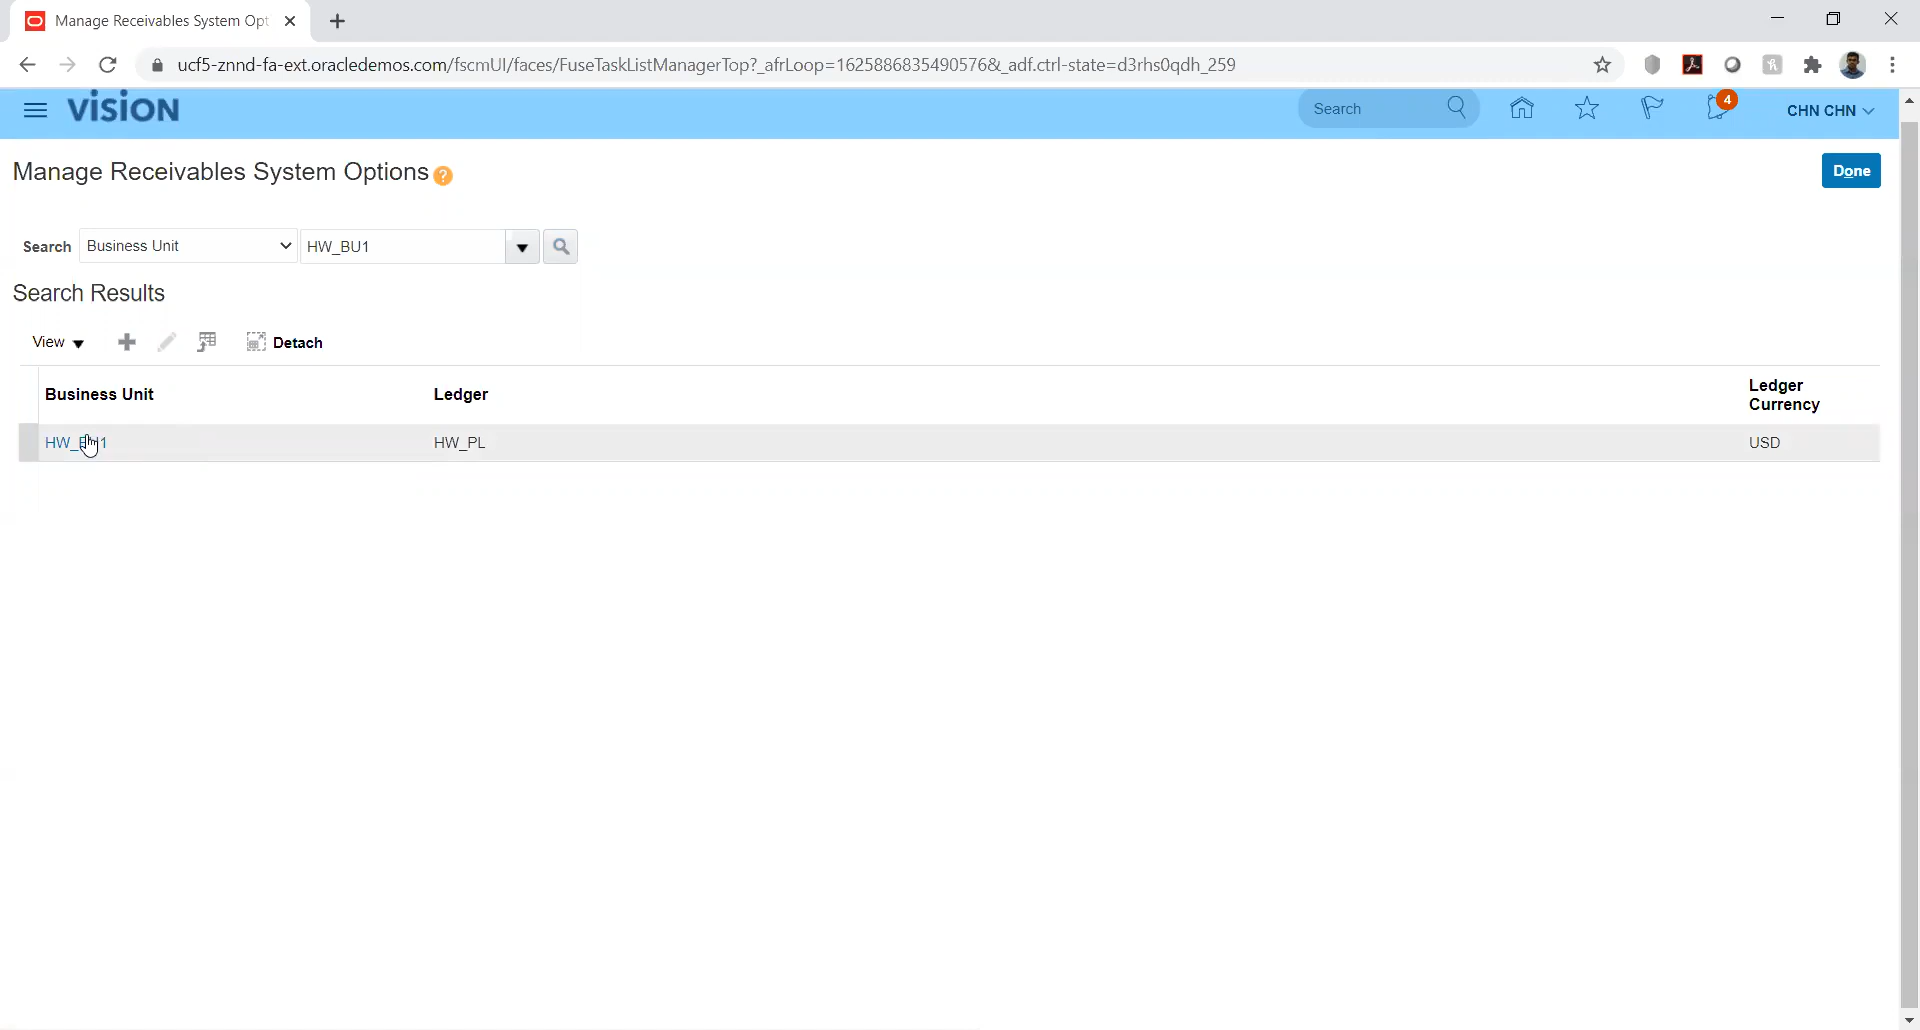 Manage Receivables System Opt
ucf5-znnd-fa-ext.oracledemos.com/fscmUI/faces/FuseTaskListManagerTop?_afrLoop=16258868354905768&_adf.ctrl-state=d3rhs0qdh_259
VISION
Search
4
CHN CHN
Manage Receivables System Options ?
Done
Search Business Unit HW_BU1
Search Results
View Detach
Business Unit Ledger Ledger Currency
HW_BU1 HW_PL USD